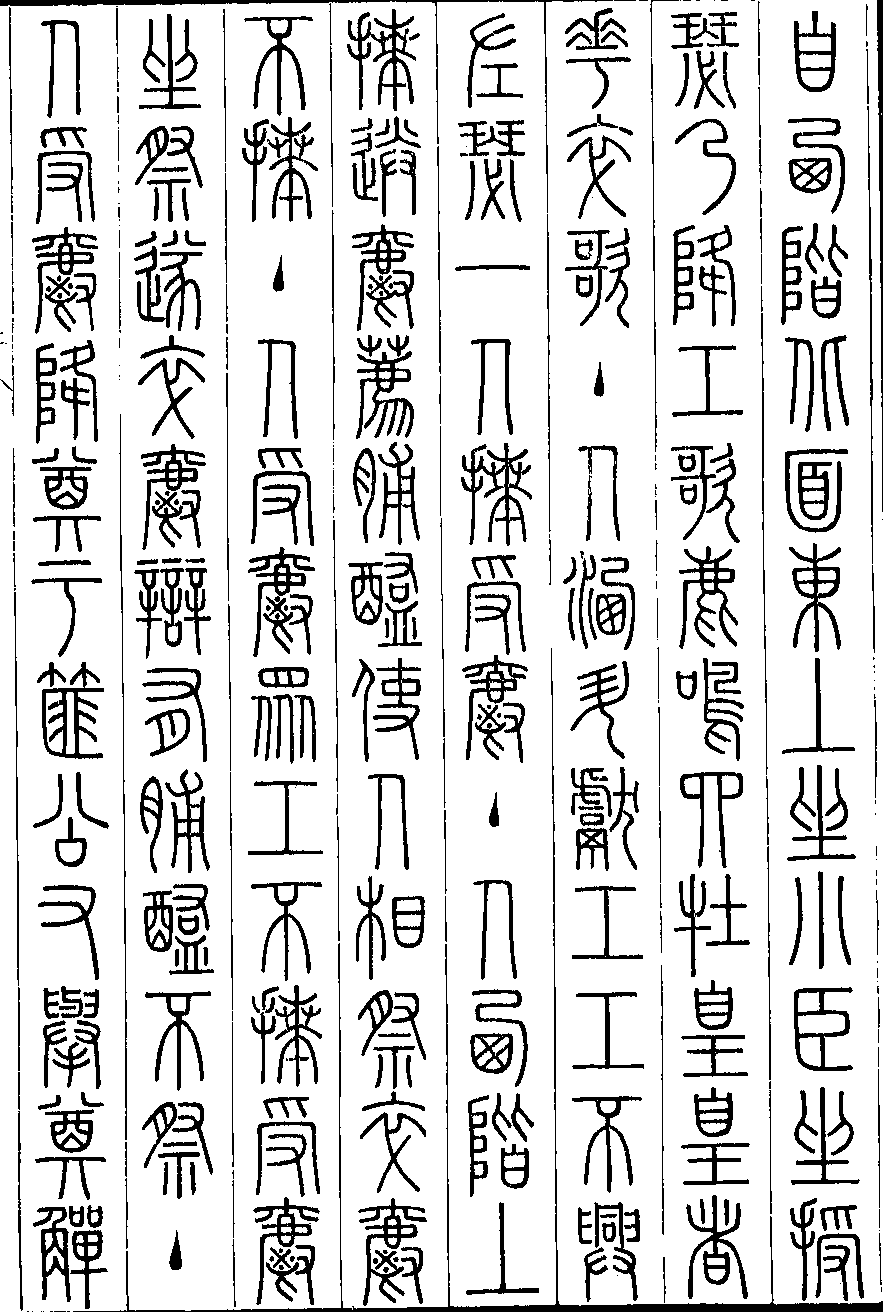 自西階北面東上坐小臣坐授
瑟乃降工歌鹿鳴四牡皇皇者
華卒歌主人洗升獻工工不興
左瑟一人拜受爵主人西階上
拜送爵薦脯醢使人相祭卒爵
不拜主人受爵眾工不拜受爵
坐祭遂卒爵辯有脯醢不祭主
人受爵降奠于篚公又舉奠觶